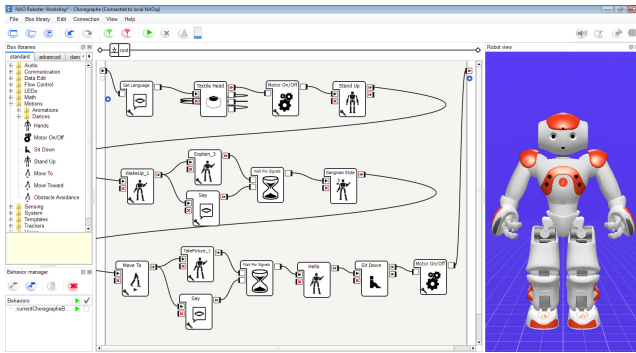 NAO Roboter-Workshop* - Choregraphe (Connected to local NAOqi)
File Edit Box library Connection View Help
Box libraries
standard advanced
Audio
Communication
Data Edit
Flow Control
LEDs
Math
Motions
Animations
Dances
Hands
Motor On/Off
Sit Down
Stand Up
Move To
Move Toward
Obstacle Avoidance
Sensing
System
Templates
Trackers
Behavior manager
Behaviors
.currentChoregrapheB...
root
Set Language
Tactile Head
Motor On/Off
Stand Up
WakeUp_1
Explain_3
Say
Wait For Signals
Gangnam Style
Move To
TakePicture_1
Say
Wait For Signals
Hello
Sit Down
Motor On/Off
Robot view